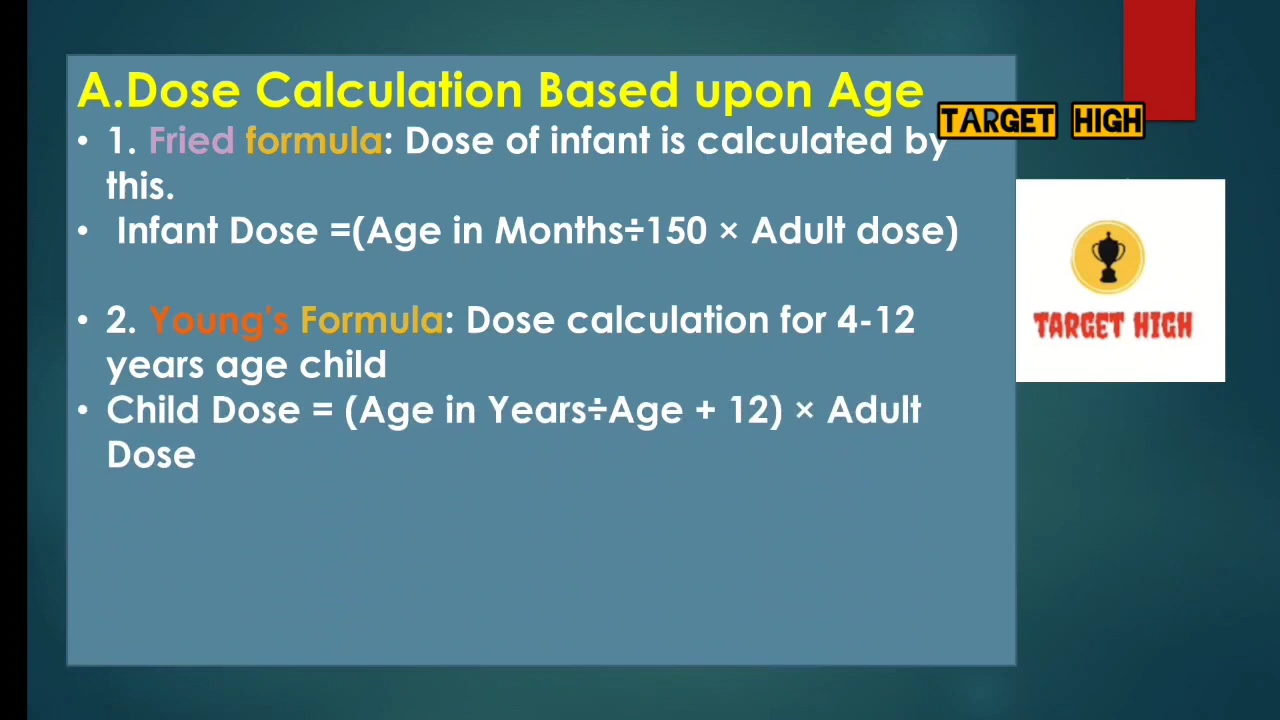 A.Dose Calculation Based upon Age
TARGET HIGH
• 1. Fried formula: Dose of infant is calculated by
this.
• Infant Dose =(Age in Months÷150 × Adult dose)
• 2. Young's Formula: Dose calculation for 4-12
years age child
TARGET HIGH
• Child Dose = (Age in Years÷Age + 12) × Adult
Dose